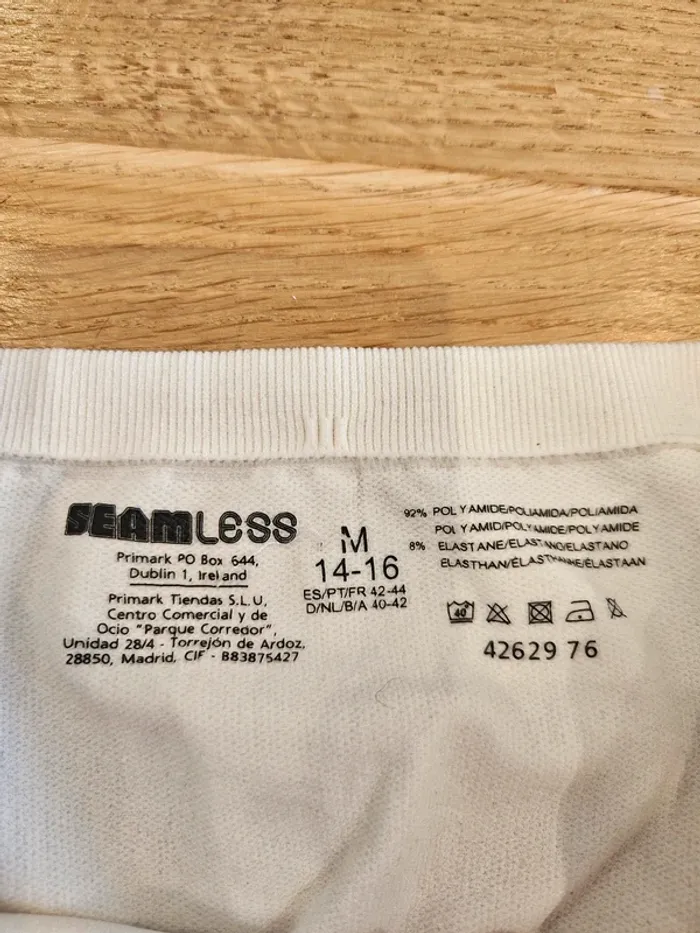 SEAMLESS
Primark PO Box 644,
Dublin 1, Ireland
Primark Tiendas S.L.U,
Centro Comercial y de
Ocio "Parque Corredor",
Unidad 28/4 - Torrejón de Ardoz,
28850, Madrid, CIF - B83875427
M
14-16
ES/PT/FR 42-44
D/NL/B/A 40-42
92% POLYAMIDE/POLIAMIDA/POLIAMIDA
POLYAMID/POLYAMIDE/POLYAMIDE
8% ELASTANE/ELASTANO/ELASTANO
ELASTHAN/ÉLASTHANNE/ELASTAAN
40°
42629 76